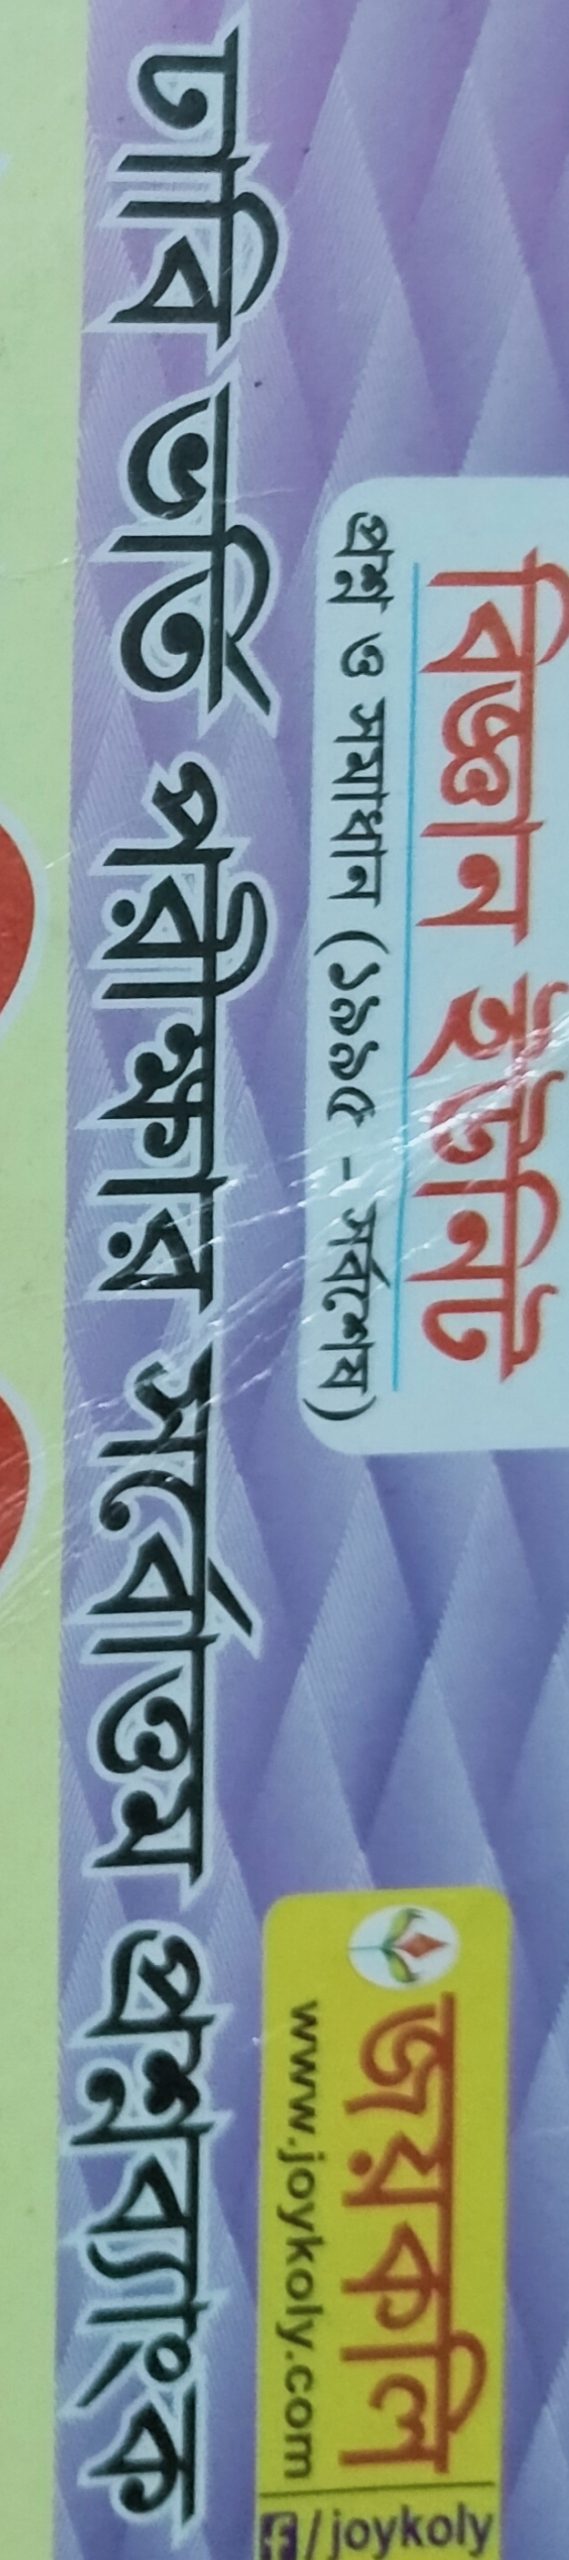 বিজ্ঞান ইউনিট
প্রশ্ন ও সমাধান (১৯৯৫ - সর্বশেষ)
জয়কলি
www.joykoly.com
f/joykoly
ঢাবি ভর্তি পরীক্ষার সর্বোত্তম প্রশ্নব্যাংক